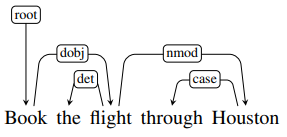 root
dobj nmod
det case
Book the flight through Houston